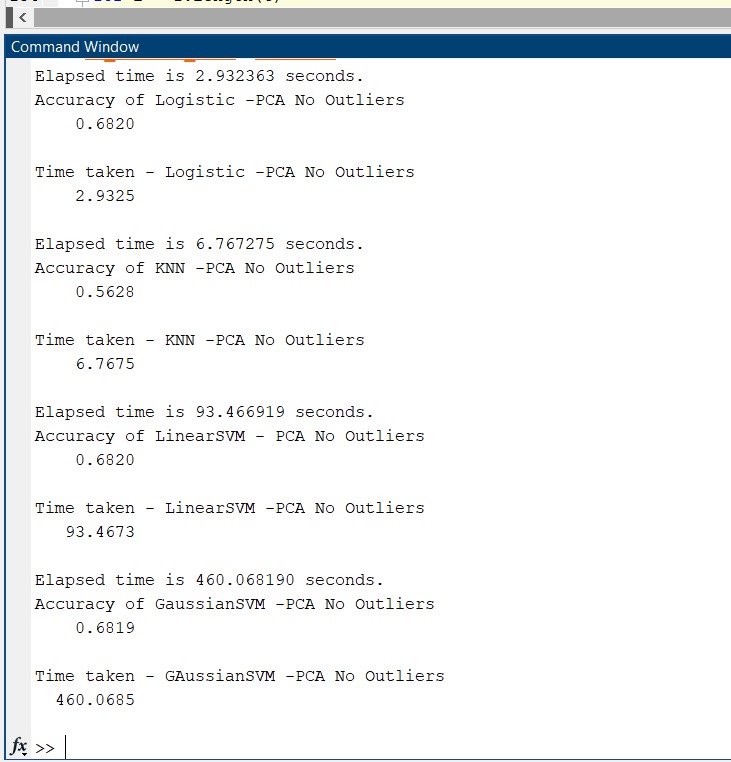 Command Window
Elapsed time is 2.932363 seconds.
Accuracy of Logistic -PCA No Outliers
0.6820
Time taken - Logistic -PCA No Outliers
2.9325
Elapsed time is 6.767275 seconds.
Accuracy of KNN -PCA No Outliers
0.5628
Time taken - KNN -PCA No Outliers
6.7675
Elapsed time is 93.466919 seconds.
Accuracy of LinearSVM - PCA No Outliers
0.6820
Time taken - LinearSVM -PCA No Outliers
93.4673
Elapsed time is 460.068190 seconds.
Accuracy of GaussianSVM -PCA No Outliers
0.6819
Time taken - GAussianSVM -PCA No Outliers
460.0685
fx >>